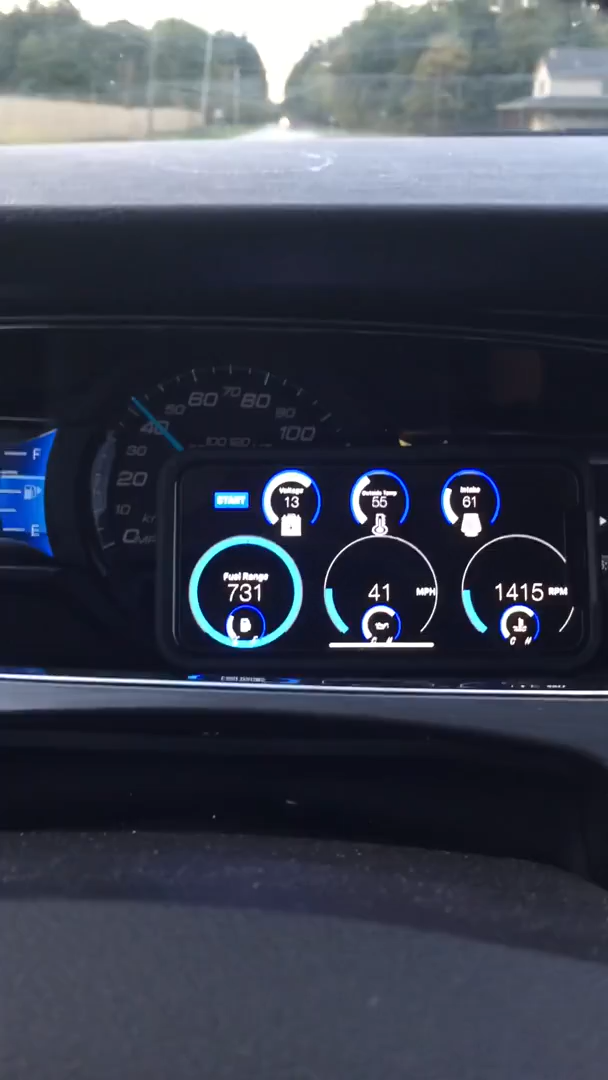 60 70 80
50 90
40
30 100 120 100
20
10
F
E
START
Voltage
13
Outside Temp
55
Intake
61
Fuel Range
731
41 MPH
1415 RPM
C H
C H